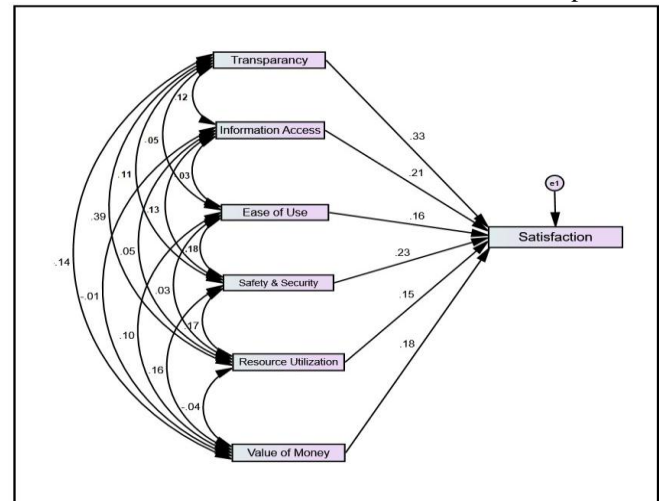 Transparancy
.12
.33
Information Access
.05
.21
e1
.11
.03
.39
.13
Ease of Use
.16
Satisfaction
.14
.05
.18
.23
Safety & Security
-.01
.03
.15
.17
Resource Utilization
.10
.18
.16
-.04
Value of Money